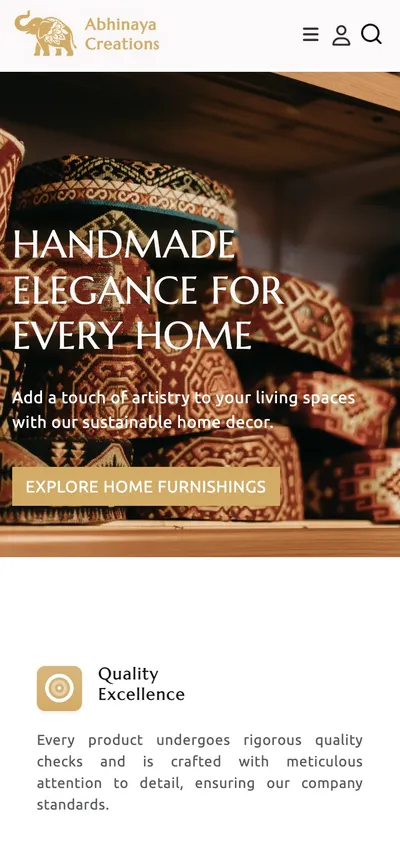 Abhinaya
Creations
HANDMADE
ELEGANCE FOR
EVERY HOME
Add a touch of artistry to your living spaces
with our sustainable home decor.
EXPLORE HOME FURNISHINGS
Quality
Excellence
Every product undergoes rigorous quality
checks and is crafted with meticulous
attention to detail, ensuring our company
standards.